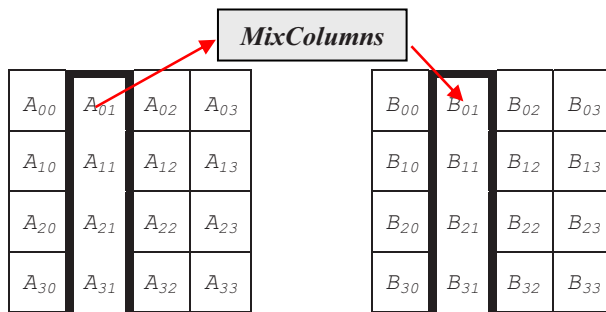 MixColumns
A00 A01 A02 A03 B00 B01 B02 B03
A10 A11 A12 A13 B10 B11 B12 B13
A20 A21 A22 A23 B20 B21 B22 B23
A30 A31 A32 A33 B30 B31 B32 B33